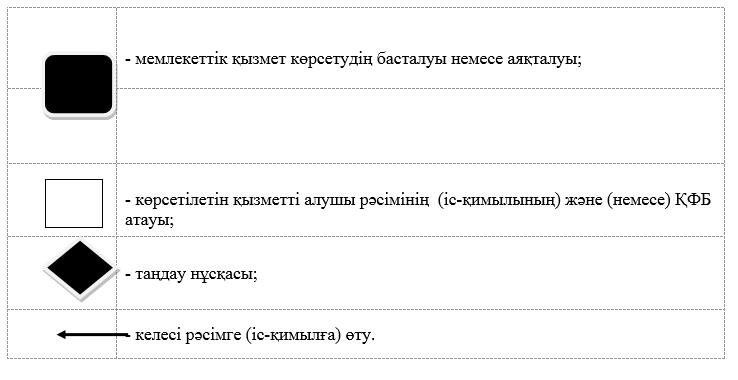 - мемлекеттік қызмет көрсетудің басталуы немесе аяқталуы;
- көрсетілетін қызметті алушы рәсімінің (іс-қимылының) және (немесе) ҚФБ
атауы;
- таңдау нұсқасы;
- келесі рәсімге (іс-қимылға) өту.